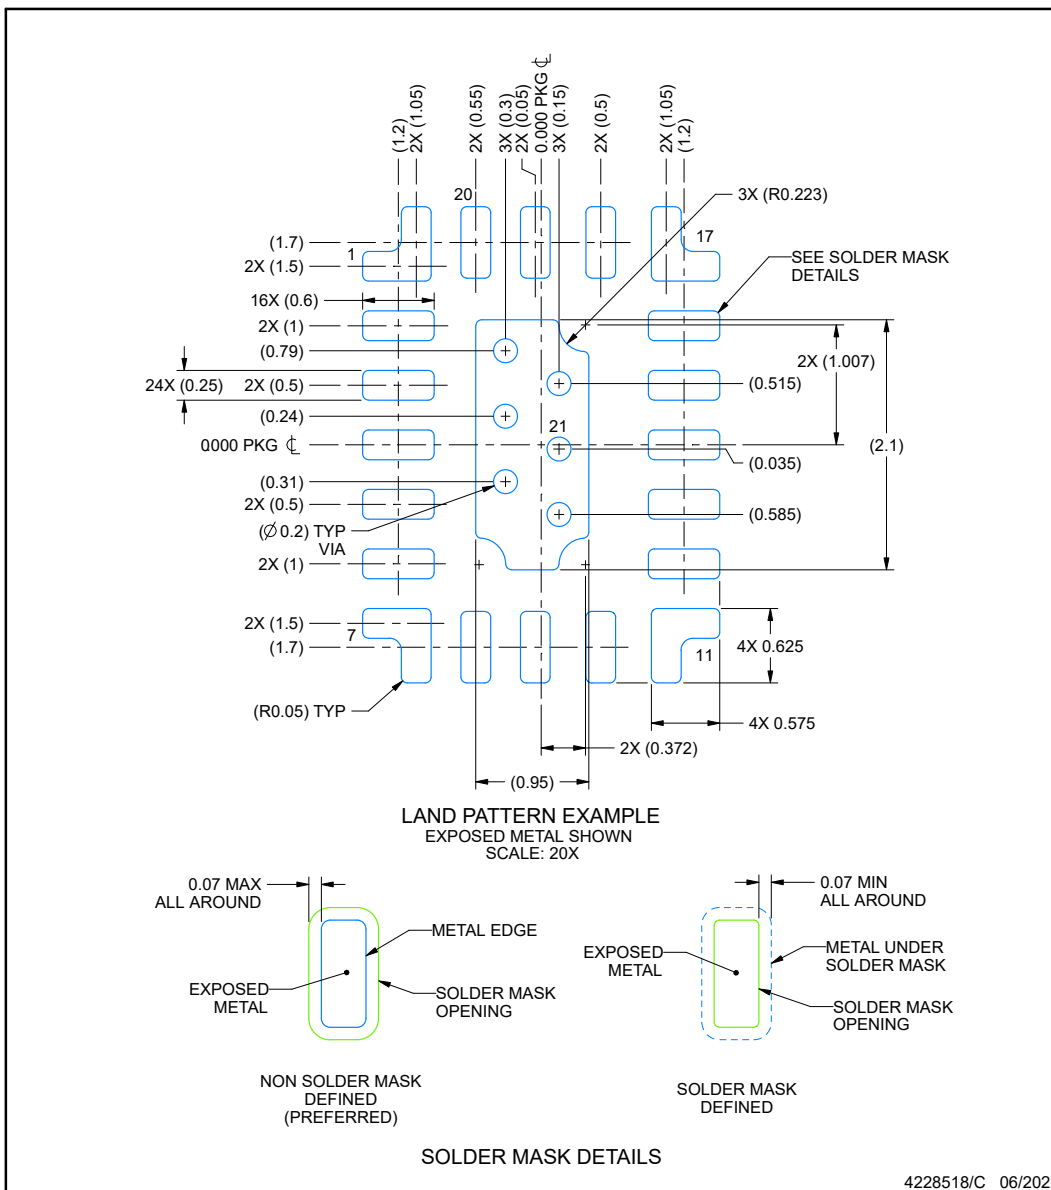 (1.2)
2X (1.05)
2X (0.55)
3X (0.3)
2X (0.05)
0.000 PKG ℄
3X (0.15)
2X (0.5)
2X (1.05)
(1.2)
20
3X (R0.223)
(1.7)
1
17
2X (1.5)
SEE SOLDER MASK
DETAILS
16X (0.6)
2X (1)
(0.79)
2X (1.007)
24X (0.25)
2X (0.5)
(0.515)
(0.24)
21
0.000 PKG ℄
(2.1)
(0.035)
(0.31)
2X (0.5)
(0.585)
(Ø 0.2) TYP
VIA
2X (1)
2X (1.5)
7
(1.7)
11
4X 0.625
(R0.05) TYP
4X 0.575
2X (0.372)
(0.95)
LAND PATTERN EXAMPLE
EXPOSED METAL SHOWN
SCALE: 20X
0.07 MAX
ALL AROUND
METAL EDGE
EXPOSED
METAL
SOLDER MASK
OPENING
NON SOLDER MASK
DEFINED
(PREFERRED)
0.07 MIN
ALL AROUND
EXPOSED
METAL
METAL UNDER
SOLDER MASK
SOLDER MASK
OPENING
SOLDER MASK
DEFINED
SOLDER MASK DETAILS
4228518/C 06/202